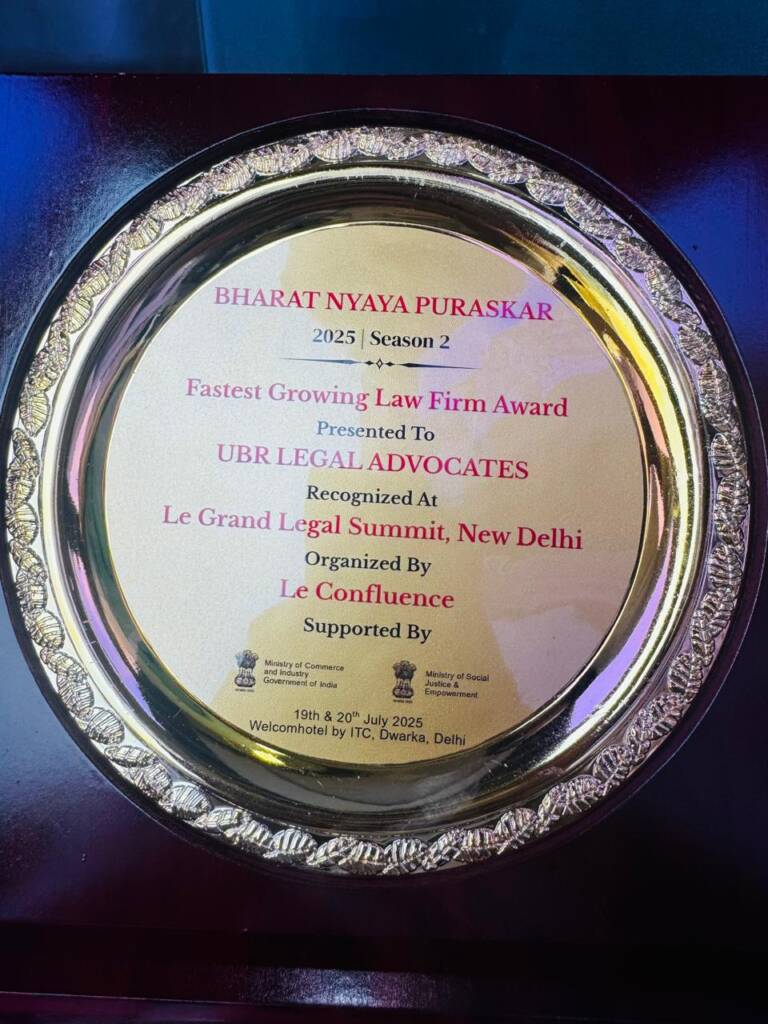 BHARAT NYAYA PURASKAR
2025 | Season 2
Fastest Growing Law Firm Award
Presented To
UBR LEGAL ADVOCATES
Recognized At
Le Grand Legal Summit, New Delhi
Organized By
Le Confluence
Supported By
Ministry of Commerce
and Industry
Government of India
Ministry of Social
Justice &
Empowerment
19th & 20th July 2025
Welcomhotel by ITC, Dwarka, Delhi